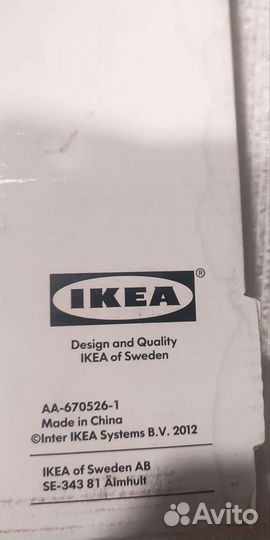 IKEA®
Design and Quality
IKEA of Sweden
AA-670526-1
Made in China
©Inter IKEA Systems B.V. 2012
IKEA of Sweden AB
SE-343 81 Älmhult
Avito